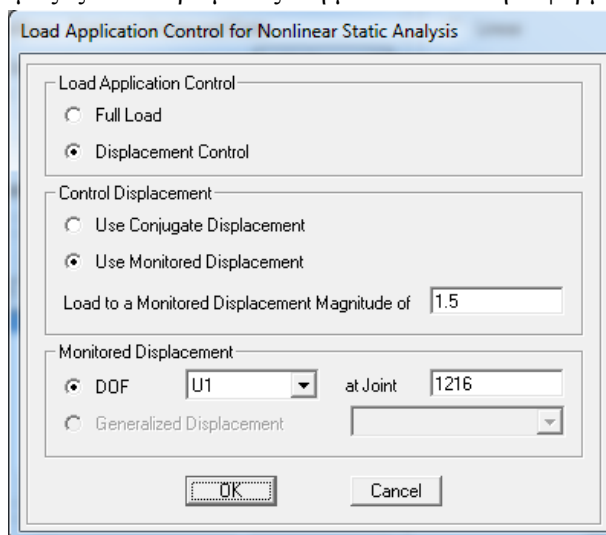 Load Application Control for Nonlinear Static Analysis
Load Application Control
Full Load
Displacement Control
Control Displacement
Use Conjugate Displacement
Use Monitored Displacement
Load to a Monitored Displacement Magnitude of 1.5
Monitored Displacement
DOF U1 at Joint 1216
Generalized Displacement
OK Cancel